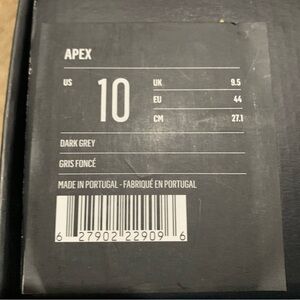 APEX
US 10 UK 9.5
EU 44
CM 27.1
DARK GREY
GRIS FONCÉ
MADE IN PORTUGAL - FABRIQUÉ EN PORTUGAL
6 27902 22909 6